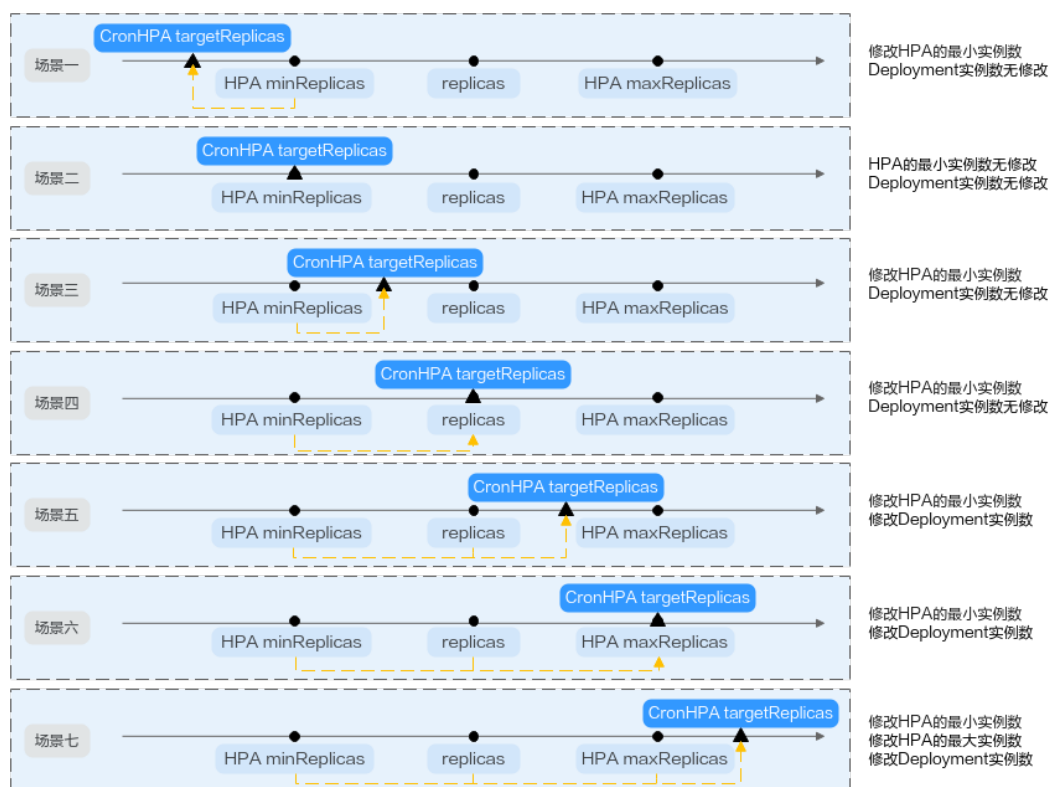 CronHPA targetReplicas
场景一
HPA minReplicas
replicas
HPA maxReplicas
修改HPA的最小实例数
Deployment实例数无修改
CronHPA targetReplicas
场景二
HPA minReplicas
replicas
HPA maxReplicas
HPA的最小实例数无修改
Deployment实例数无修改
CronHPA targetReplicas
场景三
HPA minReplicas
replicas
HPA maxReplicas
修改HPA的最小实例数
Deployment实例数无修改
CronHPA targetReplicas
场景四
HPA minReplicas
replicas
HPA maxReplicas
修改HPA的最小实例数
Deployment实例数无修改
CronHPA targetReplicas
场景五
HPA minReplicas
replicas
HPA maxReplicas
修改HPA的最小实例数
修改Deployment实例数
CronHPA targetReplicas
场景六
HPA minReplicas
replicas
HPA maxReplicas
修改HPA的最小实例数
修改Deployment实例数
CronHPA targetReplicas
场景七
HPA minReplicas
replicas
HPA maxReplicas
修改HPA的最小实例数
修改HPA的最大实例数
修改Deployment实例数